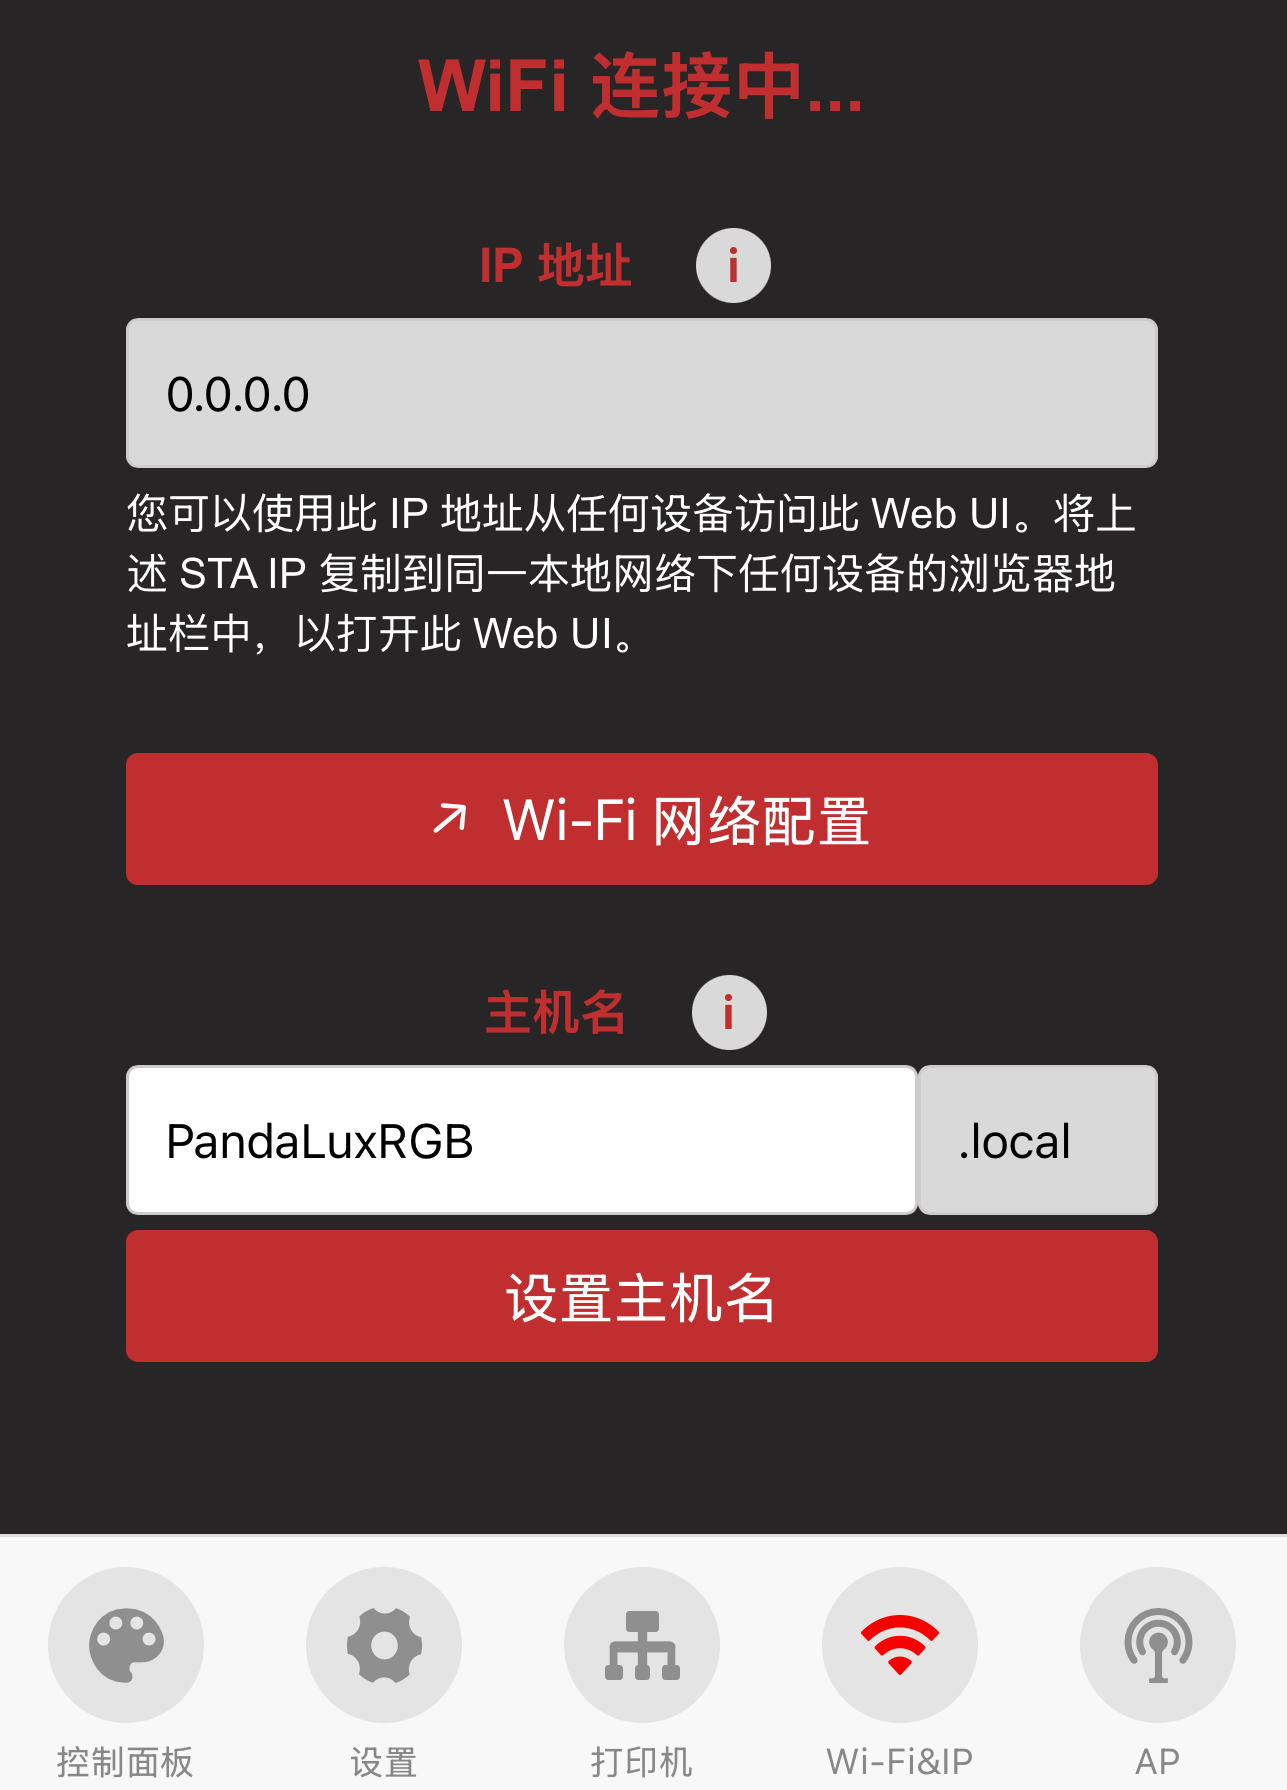 WiFi 连接中...
IP 地址 i
0.0.0.0
您可以使用此 IP 地址从任何设备访问此 Web UI。将上
述 STA IP 复制到同一本地网络下任何设备的浏览器地
址栏中，以打开此 Web UI。
↗ Wi-Fi 网络配置
主机名 i
PandaLuxRGB .local
设置主机名
控制面板 设置 打印机 Wi-Fi&IP AP